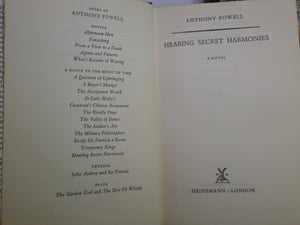 BOOKS BY
ANTHONY POWELL
NOVELS
Afternoon Men
Venusberg
From a View to a Death
Agents and Patients
What's Become of Waring
A DANCE TO THE MUSIC OF TIME
A Question of Upbringing
A Buyer's Market
The Acceptance World
At Lady Molly's
Casanova's Chinese Restaurant
The Kindly Ones
The Valley of Bones
The Soldier's Art
The Military Philosophers
Books Do Furnish a Room
Temporary Kings
Hearing Secret Harmonies
GENERAL
John Aubrey and his Friends
PLAYS
The Garden God and The Rest I'll Whistle
ANTHONY POWELL
HEARING SECRET HARMONIES
A NOVEL
HEINEMANN : LONDON